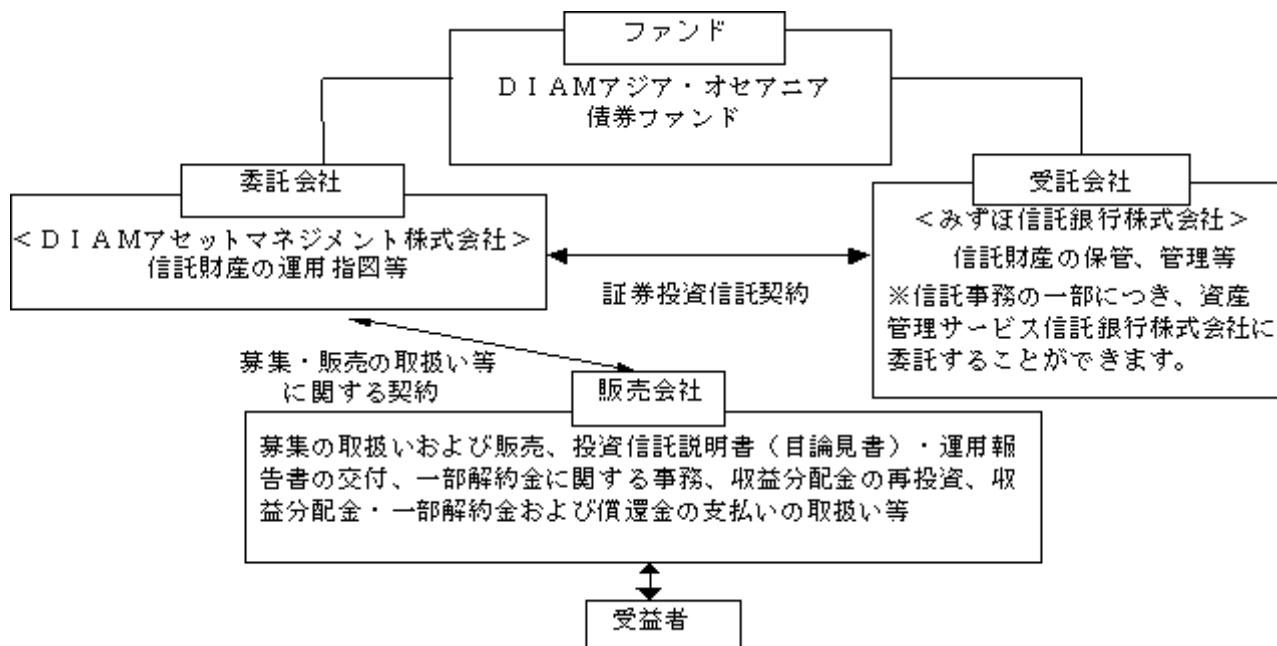 ファンド
DIAMアジア・オセアニア
債券ファンド
委託会社
<DIAMアセットマネジメント株式会社>
信託財産の運用指図等
受託会社
<みずほ信託銀行株式会社>
信託財産の保管、管理等
※信託事務の一部につき、資産
管理サービス信託銀行株式会社に
委託することができます。
証券投資信託契約
募集・販売の取扱い等
に関する契約
販売会社
募集の取扱いおよび販売、投資信託説明書(目論見書)・運用報
告書の交付、一部解約金に関する事務、収益分配金の再投資、収
益分配金・一部解約金および償還金の支払いの取扱い等
受益者